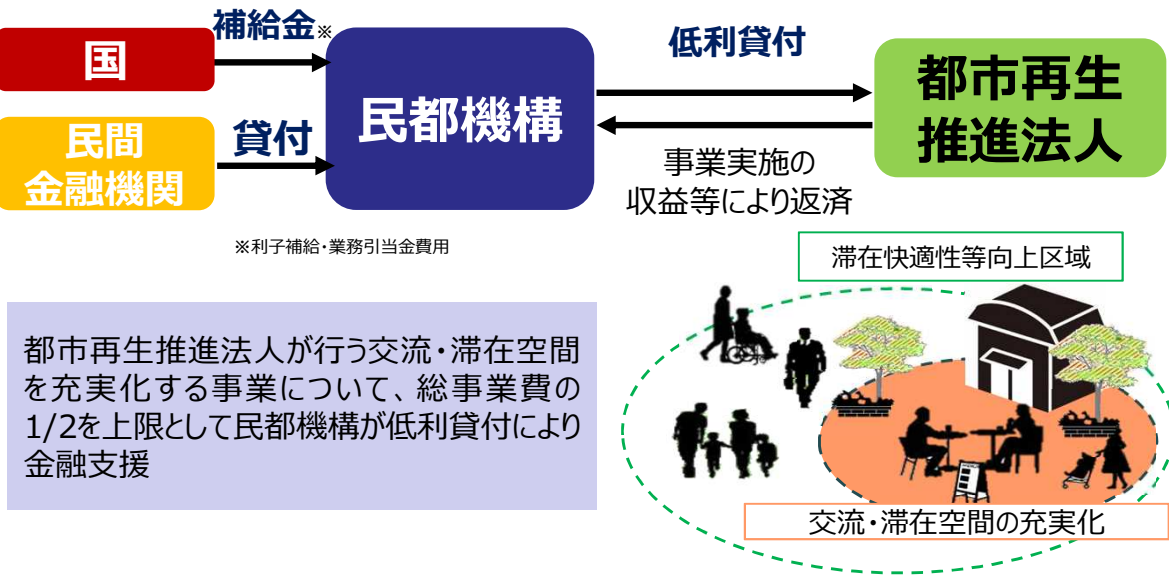 補給金※
国
民間
金融機関
貸付
民都機構
低利貸付
事業実施の
収益等により返済
都市再生
推進法人
※利子補給・業務引当金費用
滞在快適性等向上区域
都市再生推進法人が行う交流・滞在空間
を充実化する事業について、総事業費の
1/2を上限として民都機構が低利貸付により
金融支援
交流・滞在空間の充実化